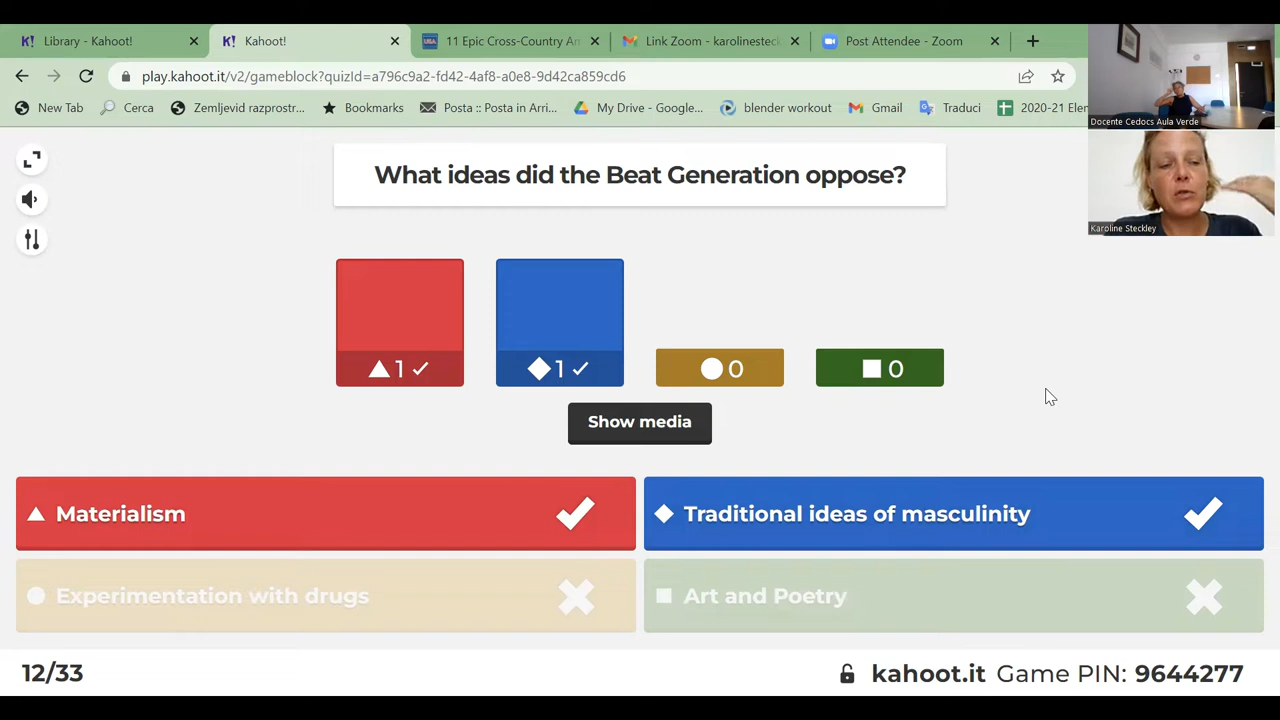 Library - Kahoot!
Kahoot!
11 Epic Cross-Country Am
Link Zoom - karolinesteck
Post Attendee - Zoom
play.kahoot.it/v2/gameblock?quizId=a796c9a2-fd42-4af8-a0e8-9d42ca859cd6
New Tab
Cerca
Zemljevid razprostr...
Bookmarks
Posta :: Posta in Arri...
My Drive - Google...
blender workout
Gmail
Traduci
2020-21 Elem
Docente Cedocs Aula Verde
Karoline Steckley
What ideas did the Beat Generation oppose?
1
1
0
0
Show media
Materialism
Traditional ideas of masculinity
Experimentation with drugs
Art and Poetry
12/33
kahoot.it Game PIN: 9644277